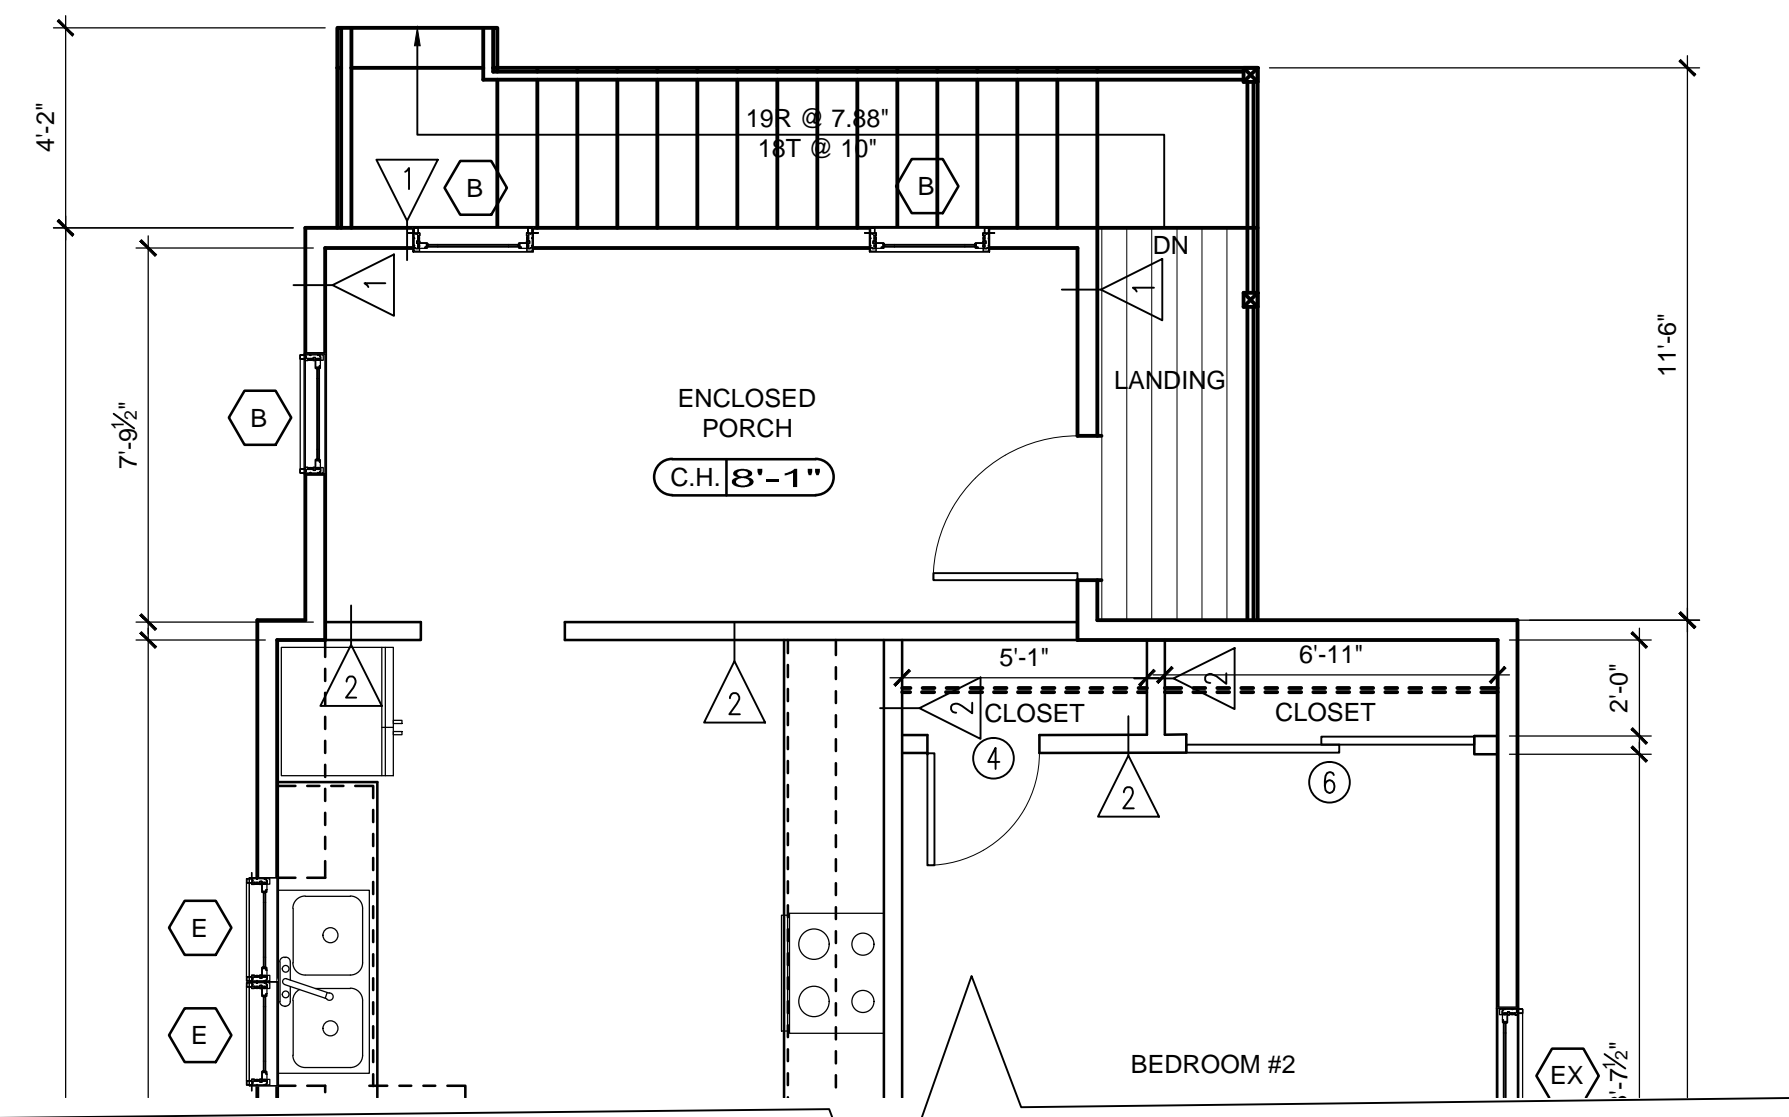 4'-2"
19R @ 7.88"
18T @ 10"
1
B
B
DN
1
1
11'-6"
LANDING
ENCLOSED
PORCH
B
7'-9½"
C.H. 8'-1"
5'-1"
6'-11"
2
2
2
2
2'-0"
CLOSET
CLOSET
4
6
2
E
E
BEDROOM #2
EX
'-7½"